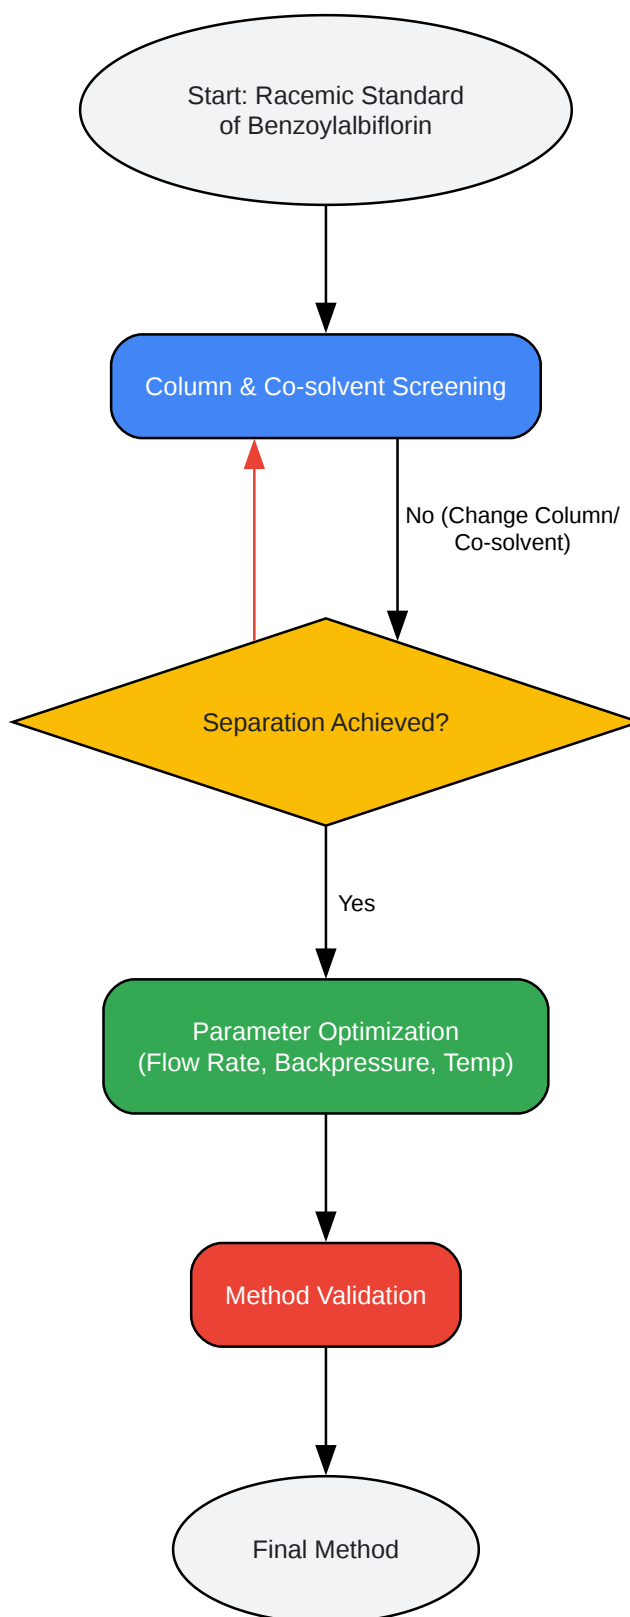 Start: Racemic Standard
of Benzoylalbiflorin
Column & Co-solvent Screening
No (Change Column/
Co-solvent)
Separation Achieved?
Yes
Parameter Optimization
(Flow Rate, Backpressure, Temp)
Method Validation
Final Method